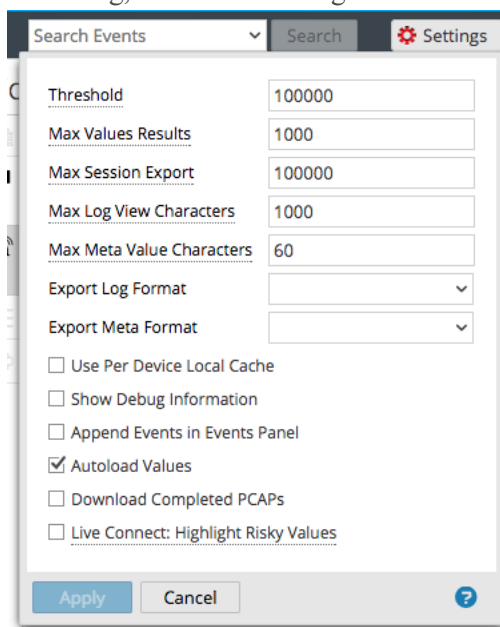 Search Events Search Settings
Threshold 100000
Max Values Results 1000
Max Session Export 100000
Max Log View Characters 1000
Max Meta Value Characters 60
Export Log Format
Export Meta Format
Use Per Device Local Cache
Show Debug Information
Append Events in Events Panel
Autoload Values
Download Completed PCAPs
Live Connect: Highlight Risky Values
Apply Cancel ?